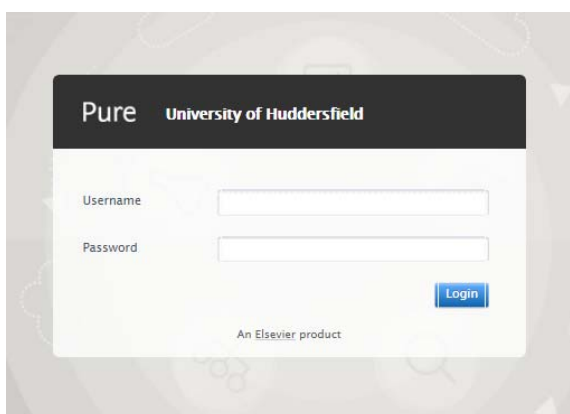 Pure University of Huddersfield
Username
Password
Login
An Elsevier product